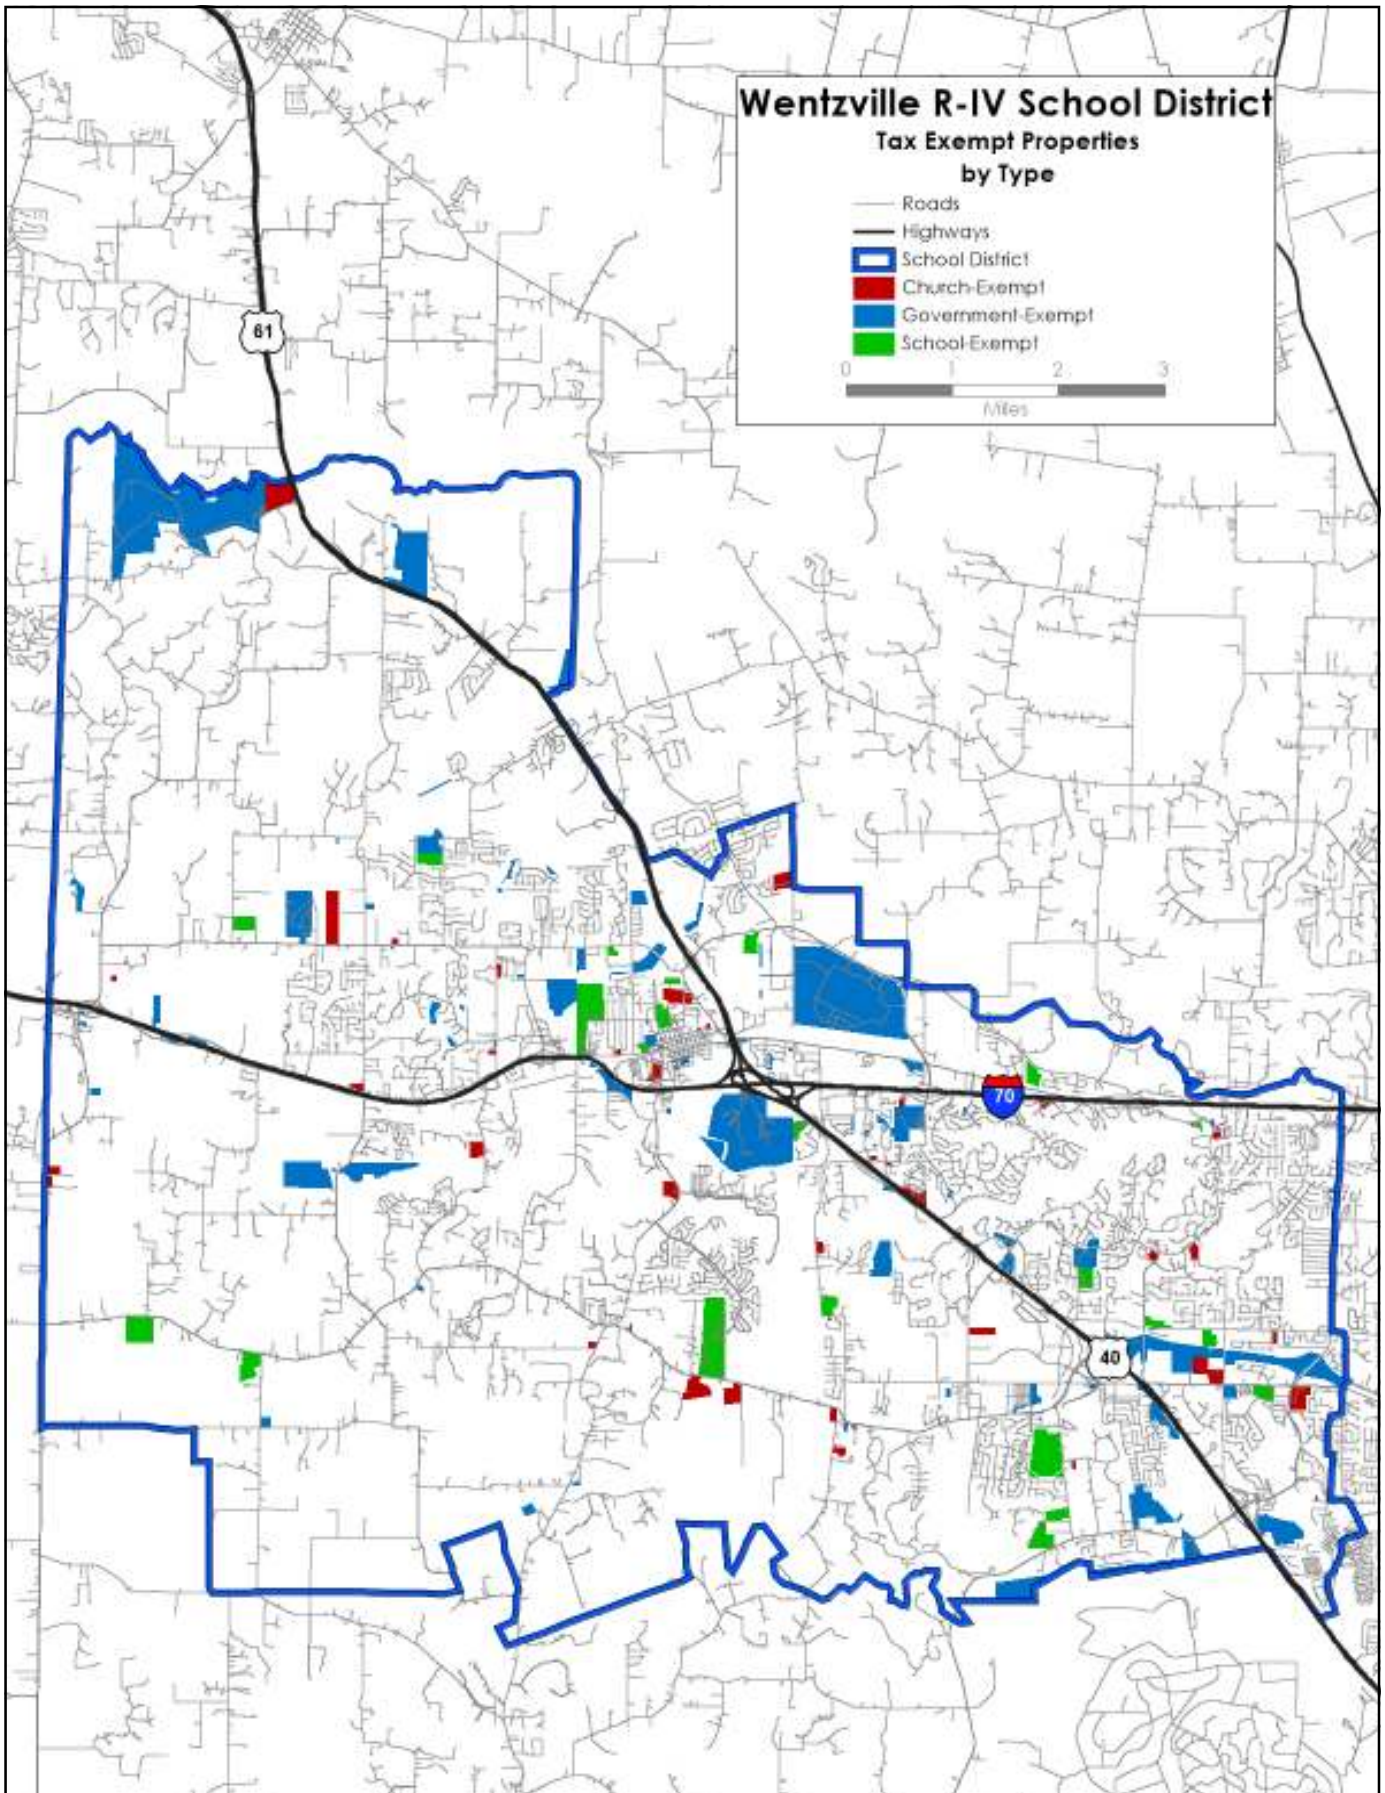 Wentzville R-IV School District
Tax Exempt Properties
by Type
Roads
Highways
School District
Church-Exempt
Government-Exempt
School-Exempt
0 1 2 3
Miles
61
70
40